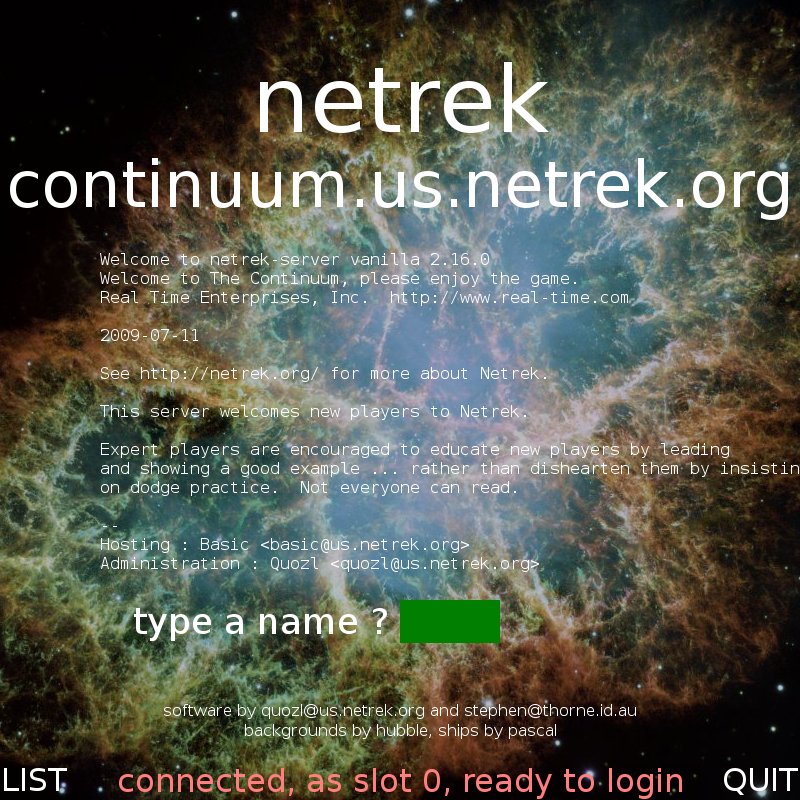 netrek
continuum.us.netrek.org
Welcome to netrek-server vanilla 2.16.0
Welcome to The Continuum, please enjoy the game.
Real Time Enterprises, Inc.  http://www.real-time.com
2009-07-11
See http://netrek.org/ for more about Netrek.
This server welcomes new players to Netrek.
Expert players are encouraged to educate new players by leading
and showing a good example ... rather than dishearten them by insistin
on dodge practice.  Not everyone can read.
--
Hosting : Basic <basic@us.netrek.org>
Administration : Quozl <quozl@us.netrek.org>
type a name ?
software by quozl@us.netrek.org and stephen@thorne.id.au
backgrounds by hubble, ships by pascal
LIST connected, as slot 0, ready to login QUIT